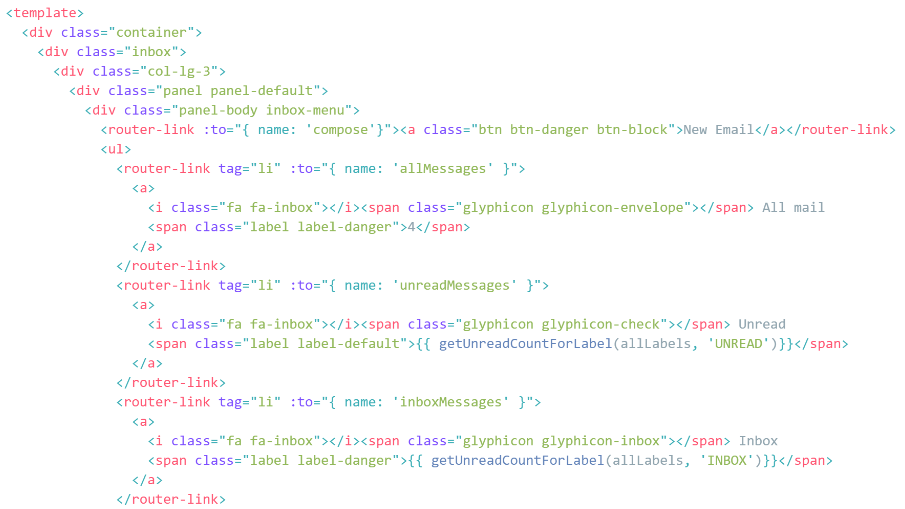 <template>
  <div class="container">
    <div class="inbox">
      <div class="col-lg-3">
        <div class="panel panel-default">
          <div class="panel-body inbox-menu">
            <router-link :to="{ name: 'compose'}"><a class="btn btn-danger btn-block">New Email</a></router-link>
            <ul>
              <router-link tag="li" :to="{ name: 'allMessages' }">
                <a>
                  <i class="fa fa-inbox"></i><span class="glyphicon glyphicon-envelope"></span> All mail
                  <span class="label label-danger">4</span>
                </a>
              </router-link>
              <router-link tag="li" :to="{ name: 'unreadMessages' }">
                <a>
                  <i class="fa fa-inbox"></i><span class="glyphicon glyphicon-check"></span> Unread
                  <span class="label label-default">{{ getUnreadCountForLabel(allLabels, 'UNREAD')}}</span>
                </a>
              </router-link>
              <router-link tag="li" :to="{ name: 'inboxMessages' }">
                <a>
                  <i class="fa fa-inbox"></i><span class="glyphicon glyphicon-inbox"></span> Inbox
                  <span class="label label-danger">{{ getUnreadCountForLabel(allLabels, 'INBOX')}}</span>
                </a>
              </router-link>